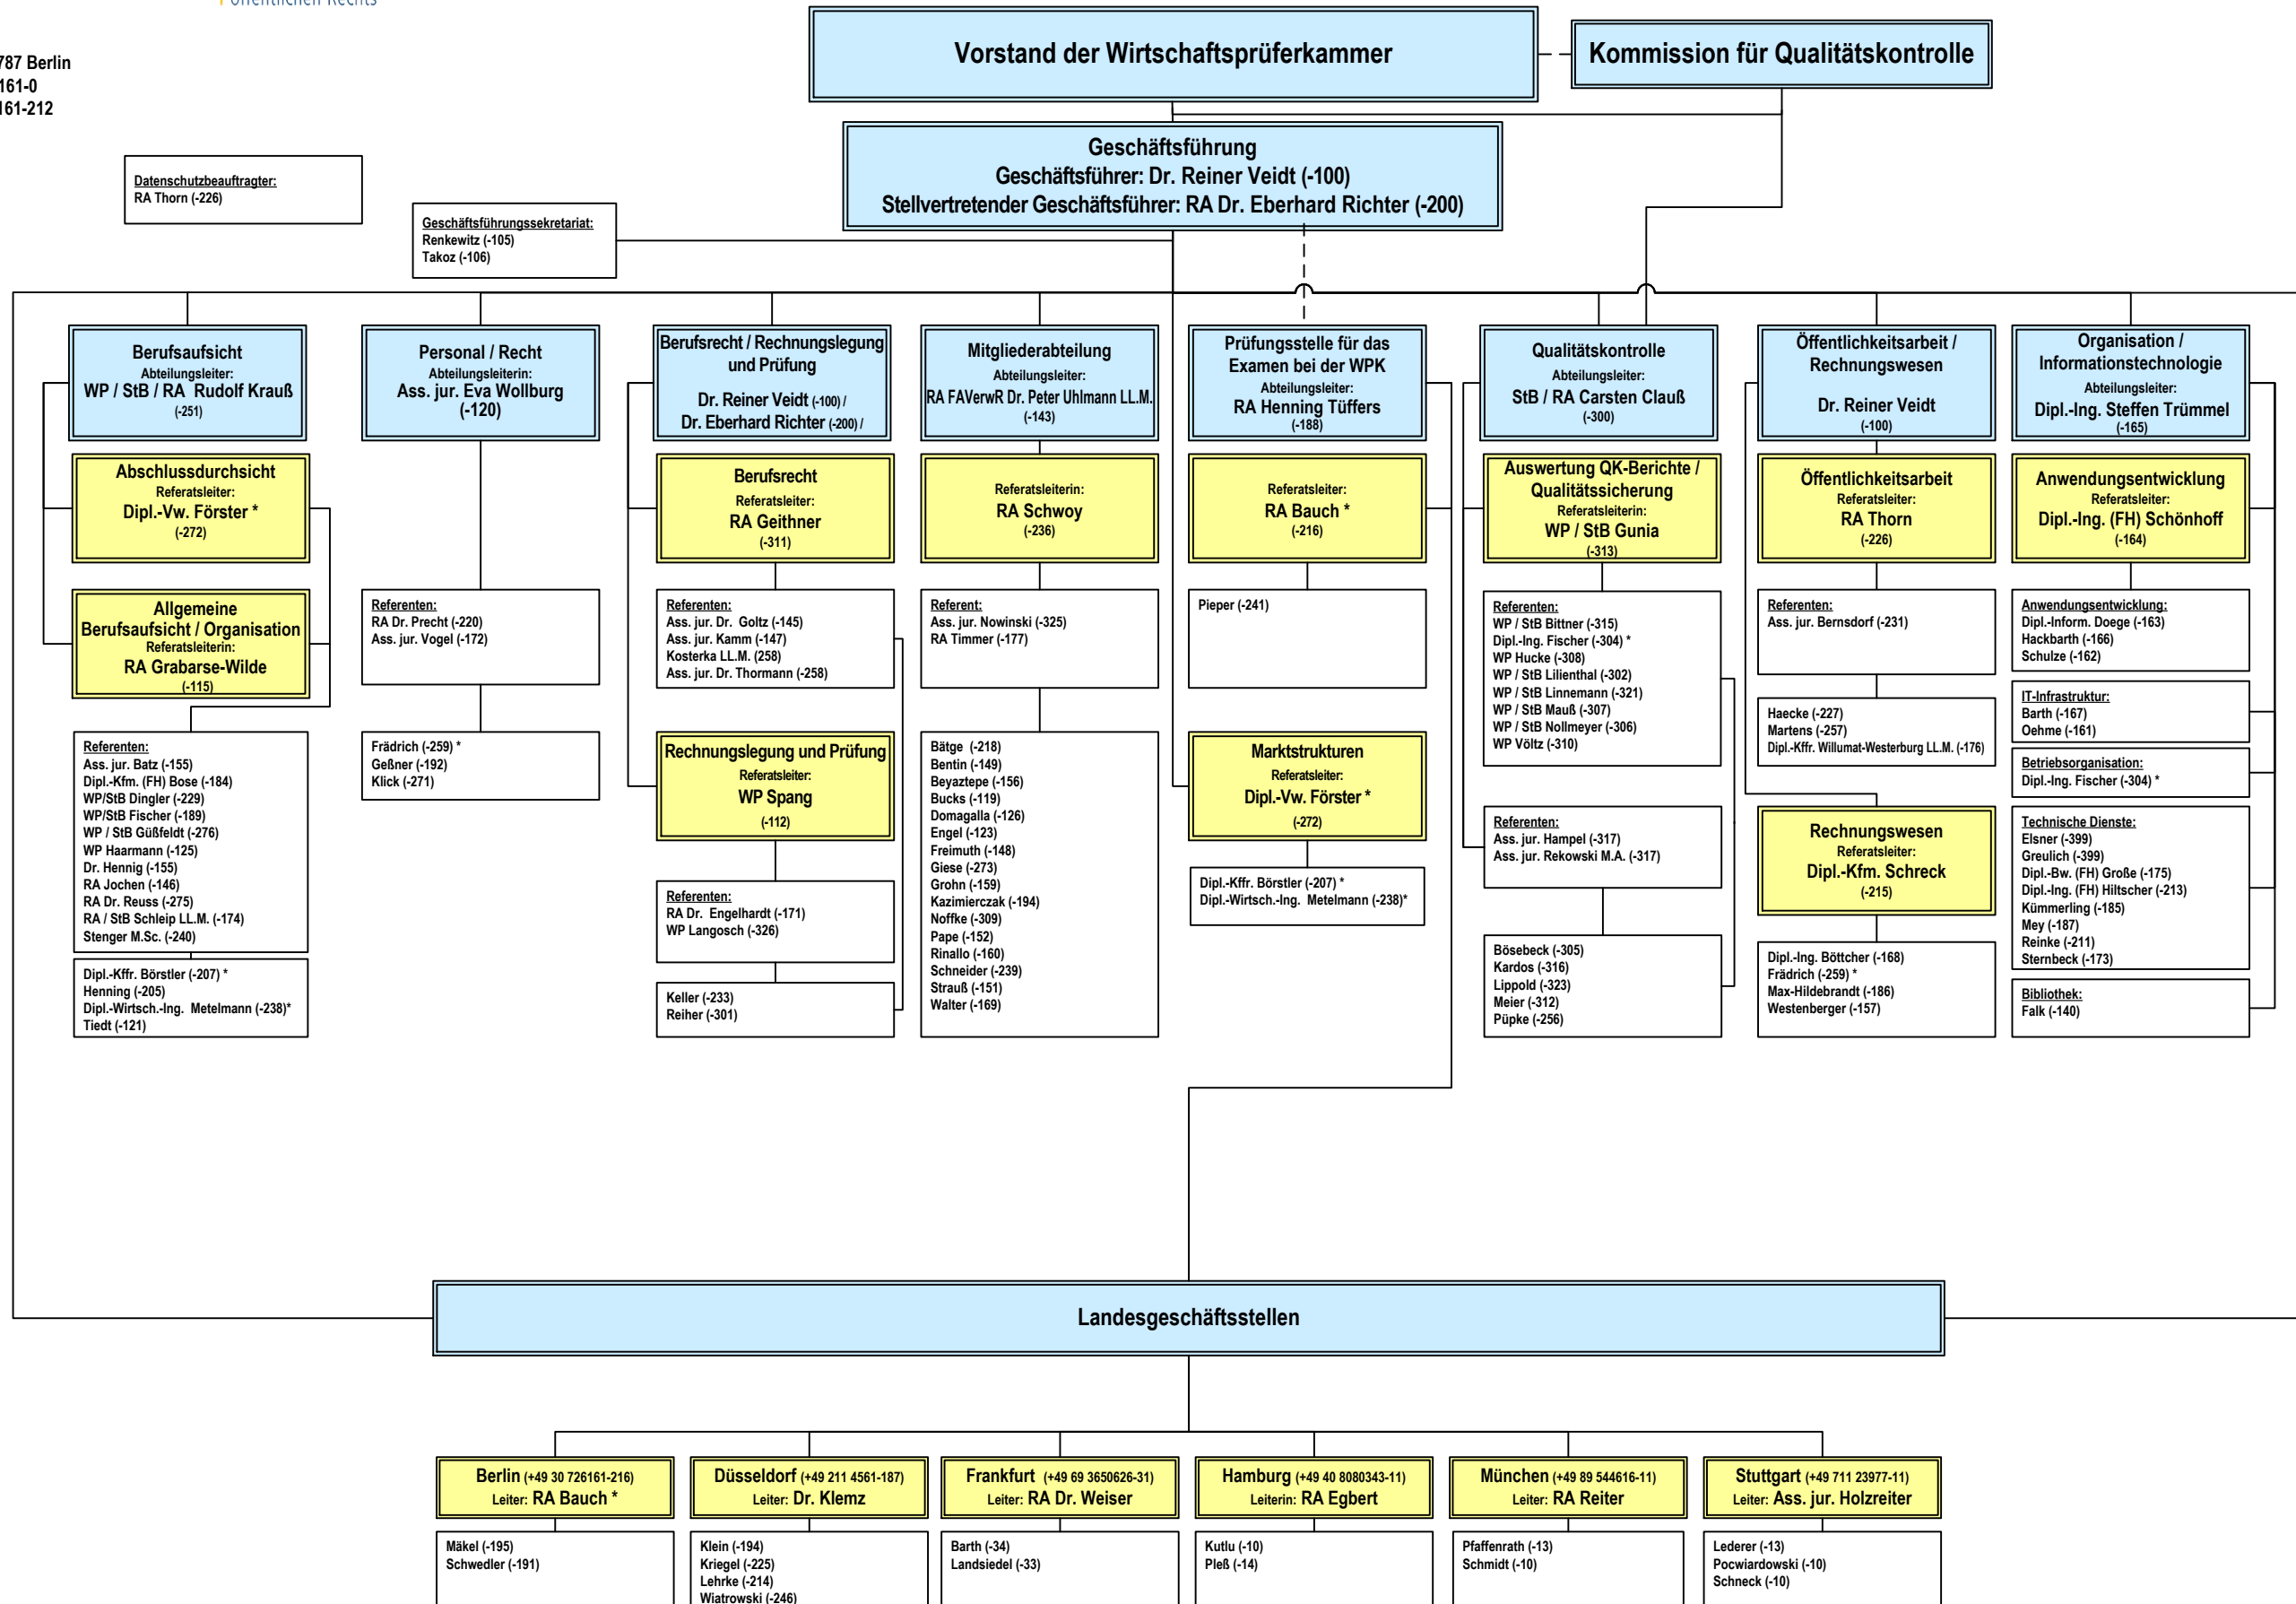 öffentlichen Rechts
787 Berlin
161-0
161-212
Vorstand der Wirtschaftsprüferkammer
Kommission für Qualitätskontrolle
Geschäftsführung
Geschäftsführer: Dr. Reiner Veidt (-100)
Stellvertretender Geschäftsführer: RA Dr. Eberhard Richter (-200)
Datenschutzbeauftragter:
RA Thorn (-226)
Geschäftsführungssekretariat:
Renkewitz (-105)
Takoz (-106)
Berufsaufsicht
Abteilungsleiter:
WP / StB / RA Rudolf Krauß
(-251)
Abschlussdurchsicht
Referatsleiter:
Dipl.-Vw. Förster *
(-272)
Allgemeine
Berufsaufsicht / Organisation
Referatsleiterin:
RA Grabarse-Wilde
(-115)
Referenten:
Ass. jur. Batz (-155)
Dipl.-Kfm. (FH) Bose (-184)
WP/StB Dingler (-229)
WP/StB Fischer (-189)
WP / StB Güßfeldt (-276)
WP Haarmann (-125)
Dr. Hennig (-155)
RA Jochen (-146)
RA Dr. Reuss (-275)
RA / StB Schleip LL.M. (-174)
Stenger M.Sc. (-240)
Dipl.-Kffr. Börstler (-207) *
Henning (-205)
Dipl.-Wirtsch.-Ing. Metelmann (-238)*
Tiedt (-121)
Personal / Recht
Abteilungsleiterin:
Ass. jur. Eva Wollburg
(-120)
Referenten:
RA Dr. Precht (-220)
Ass. jur. Vogel (-172)
Frädrich (-259) *
Geßner (-192)
Klick (-271)
Berufsrecht / Rechnungslegung
und Prüfung
Dr. Reiner Veidt (-100) /
Dr. Eberhard Richter (-200) /
Berufsrecht
Referatsleiter:
RA Geithner
(-311)
Referenten:
Ass. jur. Dr. Goltz (-145)
Ass. jur. Kamm (-147)
Kosterka LL.M. (258)
Ass. jur. Dr. Thormann (-258)
Rechnungslegung und Prüfung
Referatsleiter:
WP Spang
(-112)
Referenten:
RA Dr. Engelhardt (-171)
WP Langosch (-326)
Keller (-233)
Reiher (-301)
Mitgliederabteilung
Abteilungsleiter:
RA FAVerwR Dr. Peter Uhlmann LL.M.
(-143)
Referatsleiterin:
RA Schwoy
(-236)
Referent:
Ass. jur. Nowinski (-325)
RA Timmer (-177)
Bätge (-218)
Bentin (-149)
Beyaztepe (-156)
Bucks (-119)
Domagalla (-126)
Engel (-123)
Freimuth (-148)
Giese (-273)
Grohn (-159)
Kazimierczak (-194)
Noffke (-309)
Pape (-152)
Rinallo (-160)
Schneider (-239)
Strauß (-151)
Walter (-169)
Prüfungsstelle für das
Examen bei der WPK
Abteilungsleiter:
RA Henning Tüffers
(-188)
Referatsleiter:
RA Bauch *
(-216)
Pieper (-241)
Marktstrukturen
Referatsleiter:
Dipl.-Vw. Förster *
(-272)
Dipl.-Kffr. Börstler (-207) *
Dipl.-Wirtsch.-Ing. Metelmann (-238)*
Qualitätskontrolle
Abteilungsleiter:
StB / RA Carsten Clauß
(-300)
Auswertung QK-Berichte /
Qualitätssicherung
Referatsleiterin:
WP / StB Gunia
(-313)
Referenten:
WP / StB Bittner (-315)
Dipl.-Ing. Fischer (-304) *
WP Hucke (-308)
WP / StB Lilienthal (-302)
WP / StB Linnemann (-321)
WP / StB Mauß (-307)
WP / StB Nollmeyer (-306)
WP Völtz (-310)
Referenten:
Ass. jur. Hampel (-317)
Ass. jur. Rekowski M.A. (-317)
Bösebeck (-305)
Kardos (-316)
Lippold (-323)
Meier (-312)
Püpke (-256)
Öffentlichkeitsarbeit /
Rechnungswesen
Dr. Reiner Veidt
(-100)
Öffentlichkeitsarbeit
Referatsleiter:
RA Thorn
(-226)
Referenten:
Ass. jur. Bernsdorf (-231)
Haecke (-227)
Martens (-257)
Dipl.-Kffr. Willumat-Westerburg LL.M. (-176)
Rechnungswesen
Referatsleiter:
Dipl.-Kfm. Schreck
(-215)
Dipl.-Ing. Böttcher (-168)
Frädrich (-259) *
Max-Hildebrandt (-186)
Westenberger (-157)
Organisation /
Informationstechnologie
Abteilungsleiter:
Dipl.-Ing. Steffen Trümmel
(-165)
Anwendungsentwicklung
Referatsleiter:
Dipl.-Ing. (FH) Schönhoff
(-164)
Anwendungsentwicklung:
Dipl.-Inform. Doege (-163)
Hackbarth (-166)
Schulze (-162)
IT-Infrastruktur:
Barth (-167)
Oehme (-161)
Betriebsorganisation:
Dipl.-Ing. Fischer (-304) *
Technische Dienste:
Elsner (-399)
Greulich (-399)
Dipl.-Bw. (FH) Große (-175)
Dipl.-Ing. (FH) Hiltscher (-213)
Kümmerling (-185)
Mey (-187)
Reinke (-211)
Sternbeck (-173)
Bibliothek:
Falk (-140)
Landesgeschäftsstellen
Berlin (+49 30 726161-216)
Leiter: RA Bauch *
Mäkel (-195)
Schwedler (-191)
Düsseldorf (+49 211 4561-187)
Leiter: Dr. Klemz
Klein (-194)
Kriegel (-225)
Lehrke (-214)
Wiatrowski (-246)
Frankfurt (+49 69 3650626-31)
Leiter: RA Dr. Weiser
Barth (-34)
Landsiedel (-33)
Hamburg (+49 40 8080343-11)
Leiterin: RA Egbert
Kutlu (-10)
Pleß (-14)
München (+49 89 544616-11)
Leiter: RA Reiter
Pfaffenrath (-13)
Schmidt (-10)
Stuttgart (+49 711 23977-11)
Leiter: Ass. jur. Holzreiter
Lederer (-13)
Pocwiardowski (-10)
Schneck (-10)